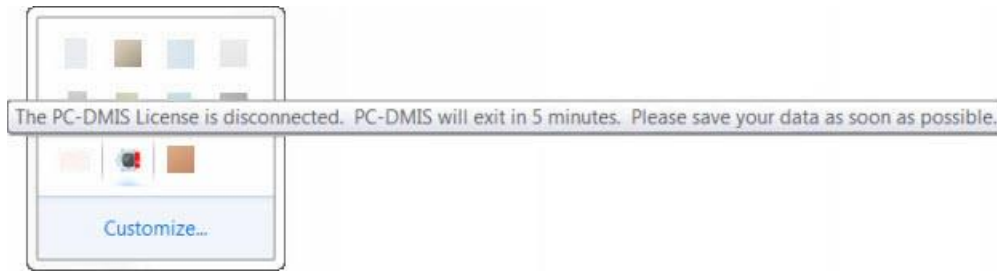 The PC-DMIS License is disconnected.  PC-DMIS will exit in 5 minutes.  Please save your data as soon as possible.
Customize...